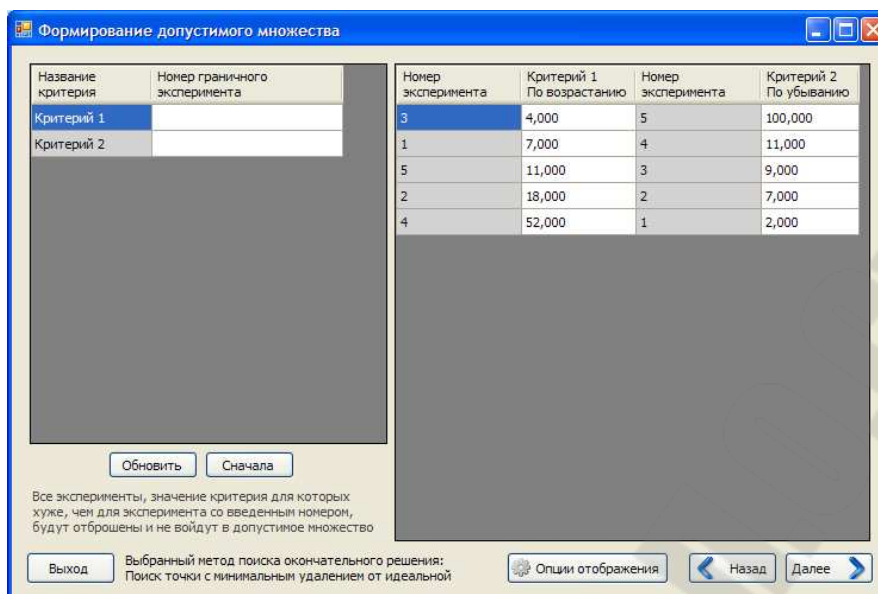 Формирование допустимого множества
Название критерия Номер граничного эксперимента
Критерий 1
Критерий 2
Номер эксперимента Критерий 1 По возрастанию Номер эксперимента Критерий 2 По убыванию
3 4,000 5 100,000
1 7,000 4 11,000
5 11,000 3 9,000
2 18,000 2 7,000
4 52,000 1 2,000
Обновить Сначала
Все эксперименты, значение критерия для которых
хуже, чем для эксперимента со введенным номером,
будут отброшены и не войдут в допустимое множество
Выход
Выбранный метод поиска окончательного решения:
Поиск точки с минимальным удалением от идеальной
Опции отображения Назад Далее